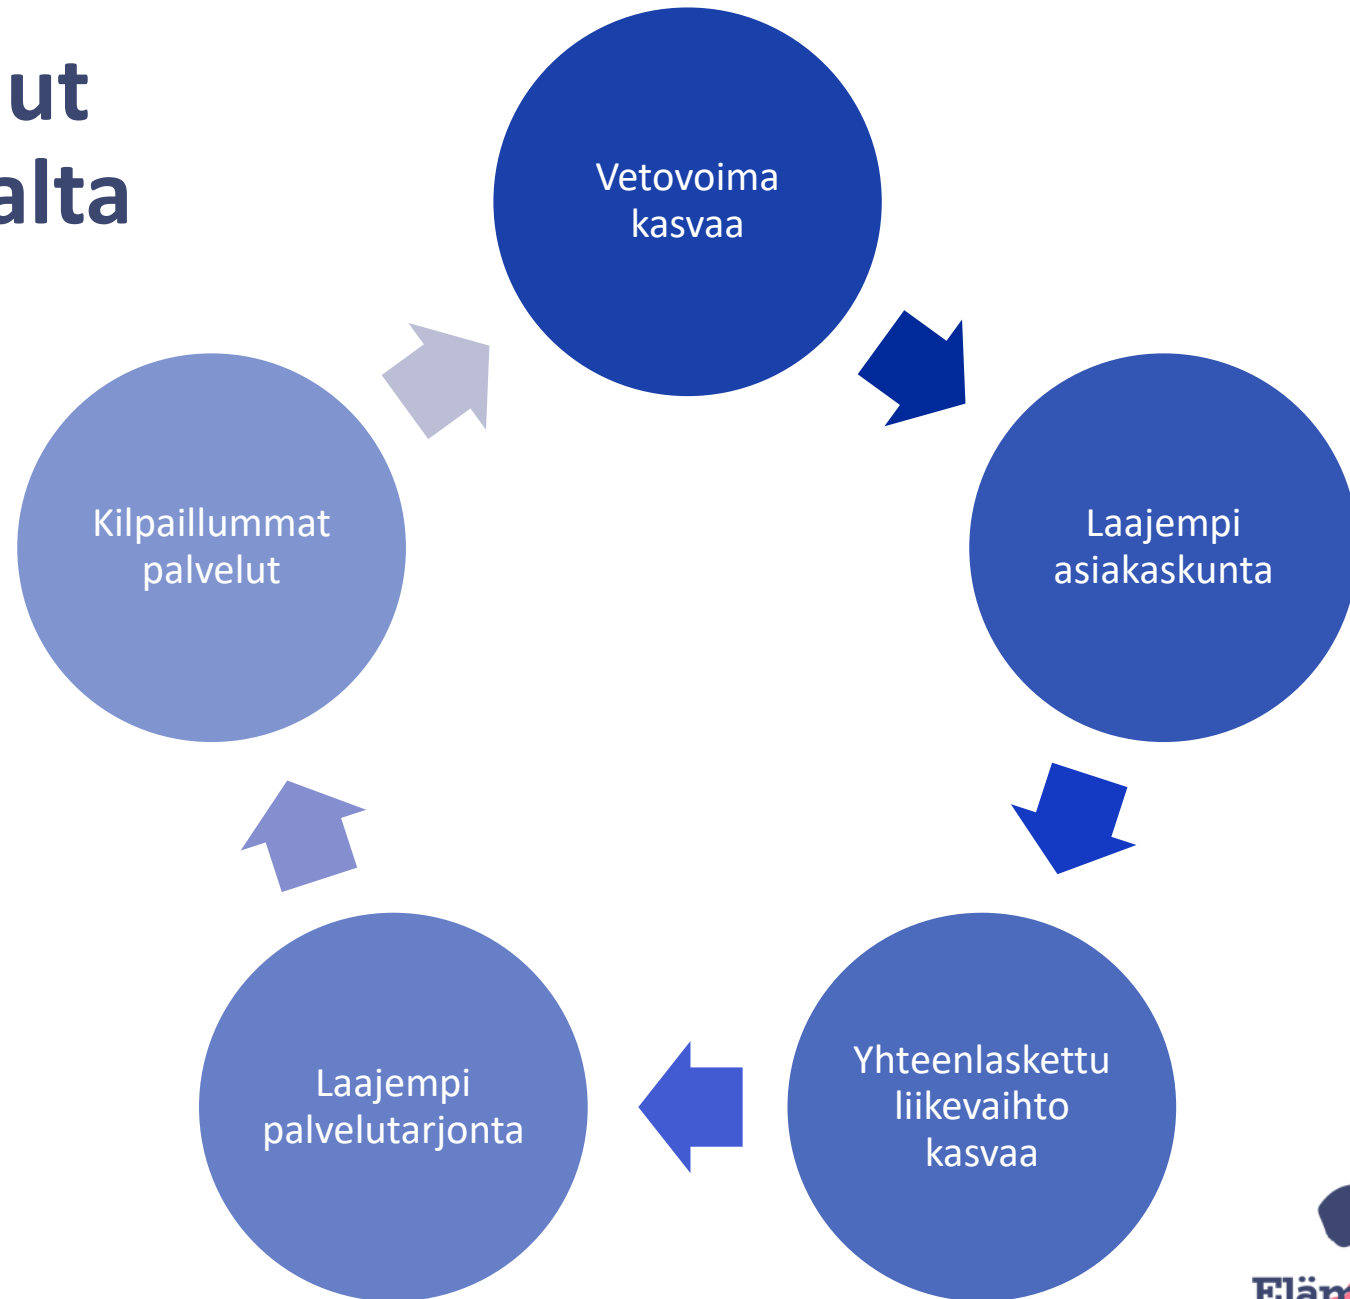 ut
alta
Vetovoima
kasvaa
Laajempi
asiakaskunta
Yhteenlaskettu
liikevaihto
kasvaa
Laajempi
palvelutarjonta
Kilpaillummat
palvelut